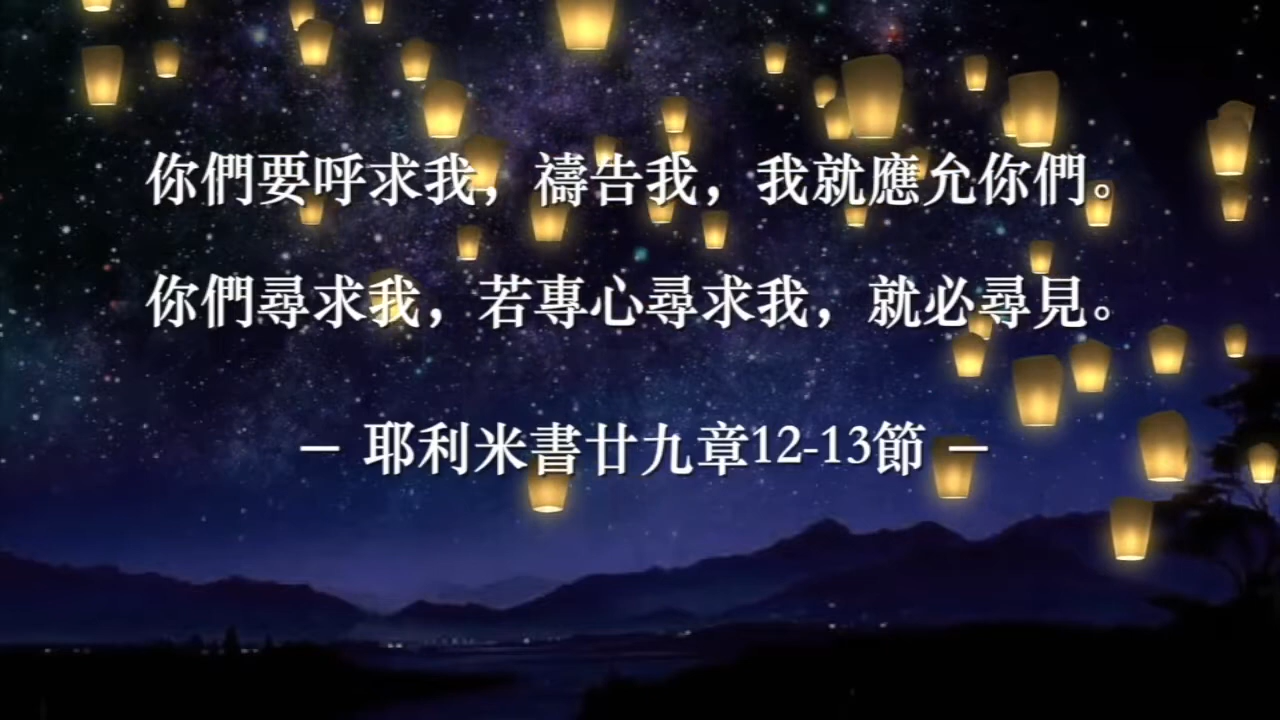 你們要呼求我，禱告我，我就應允你們。
你們尋求我，若專心尋求我，就必尋見。
－ 耶利米書廿九章12-13節 －